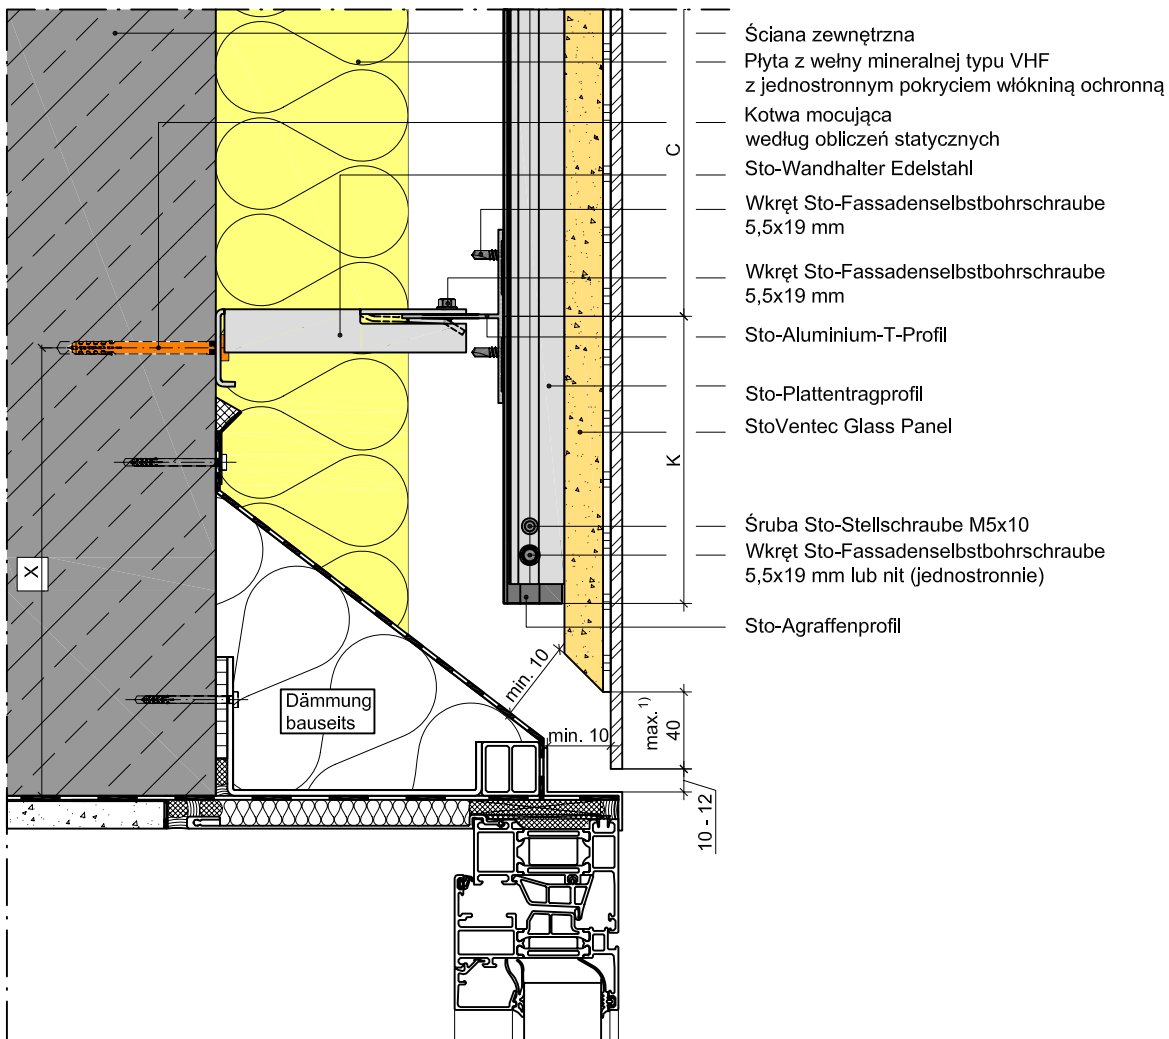 Ściana zewnętrzna
Płyta z wełny mineralnej typu VHF
z jednostronnym pokryciem włókniną ochronną
Kotwa mocująca
według obliczeń statycznych
Sto-Wandhalter Edelstahl
Wkręt Sto-Fassadenselbstbohrschraube
5,5x19 mm
Wkręt Sto-Fassadenselbstbohrschraube
5,5x19 mm
Sto-Aluminium-T-Profil
Sto-Plattentragprofil
StoVentec Glass Panel
Śruba Sto-Stellschraube M5x10
Wkręt Sto-Fassadenselbstbohrschraube
5,5x19 mm lub nit (jednostronnie)
Sto-Agraffenprofil
C
K
X
Dämmung
bauseits
min. 10
min. 10
max. 1)
40
10 - 12